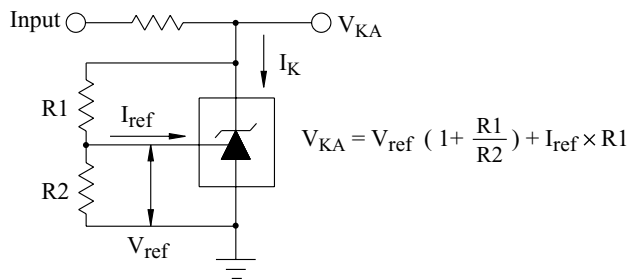 Input
V_KA
I_K
R1
I_ref
V_KA = V_ref ( 1+ R1/R2 ) + I_ref × R1
R2
V_ref